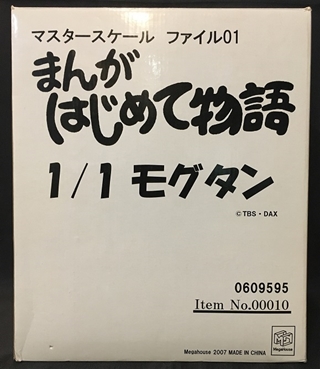 マスタースケール ファイル01
まんが
はじめて物語
1/1 モグタン
©TBS・DAX
0609595
Item No.00010
Megahouse
Megahouse 2007 MADE IN CHINA